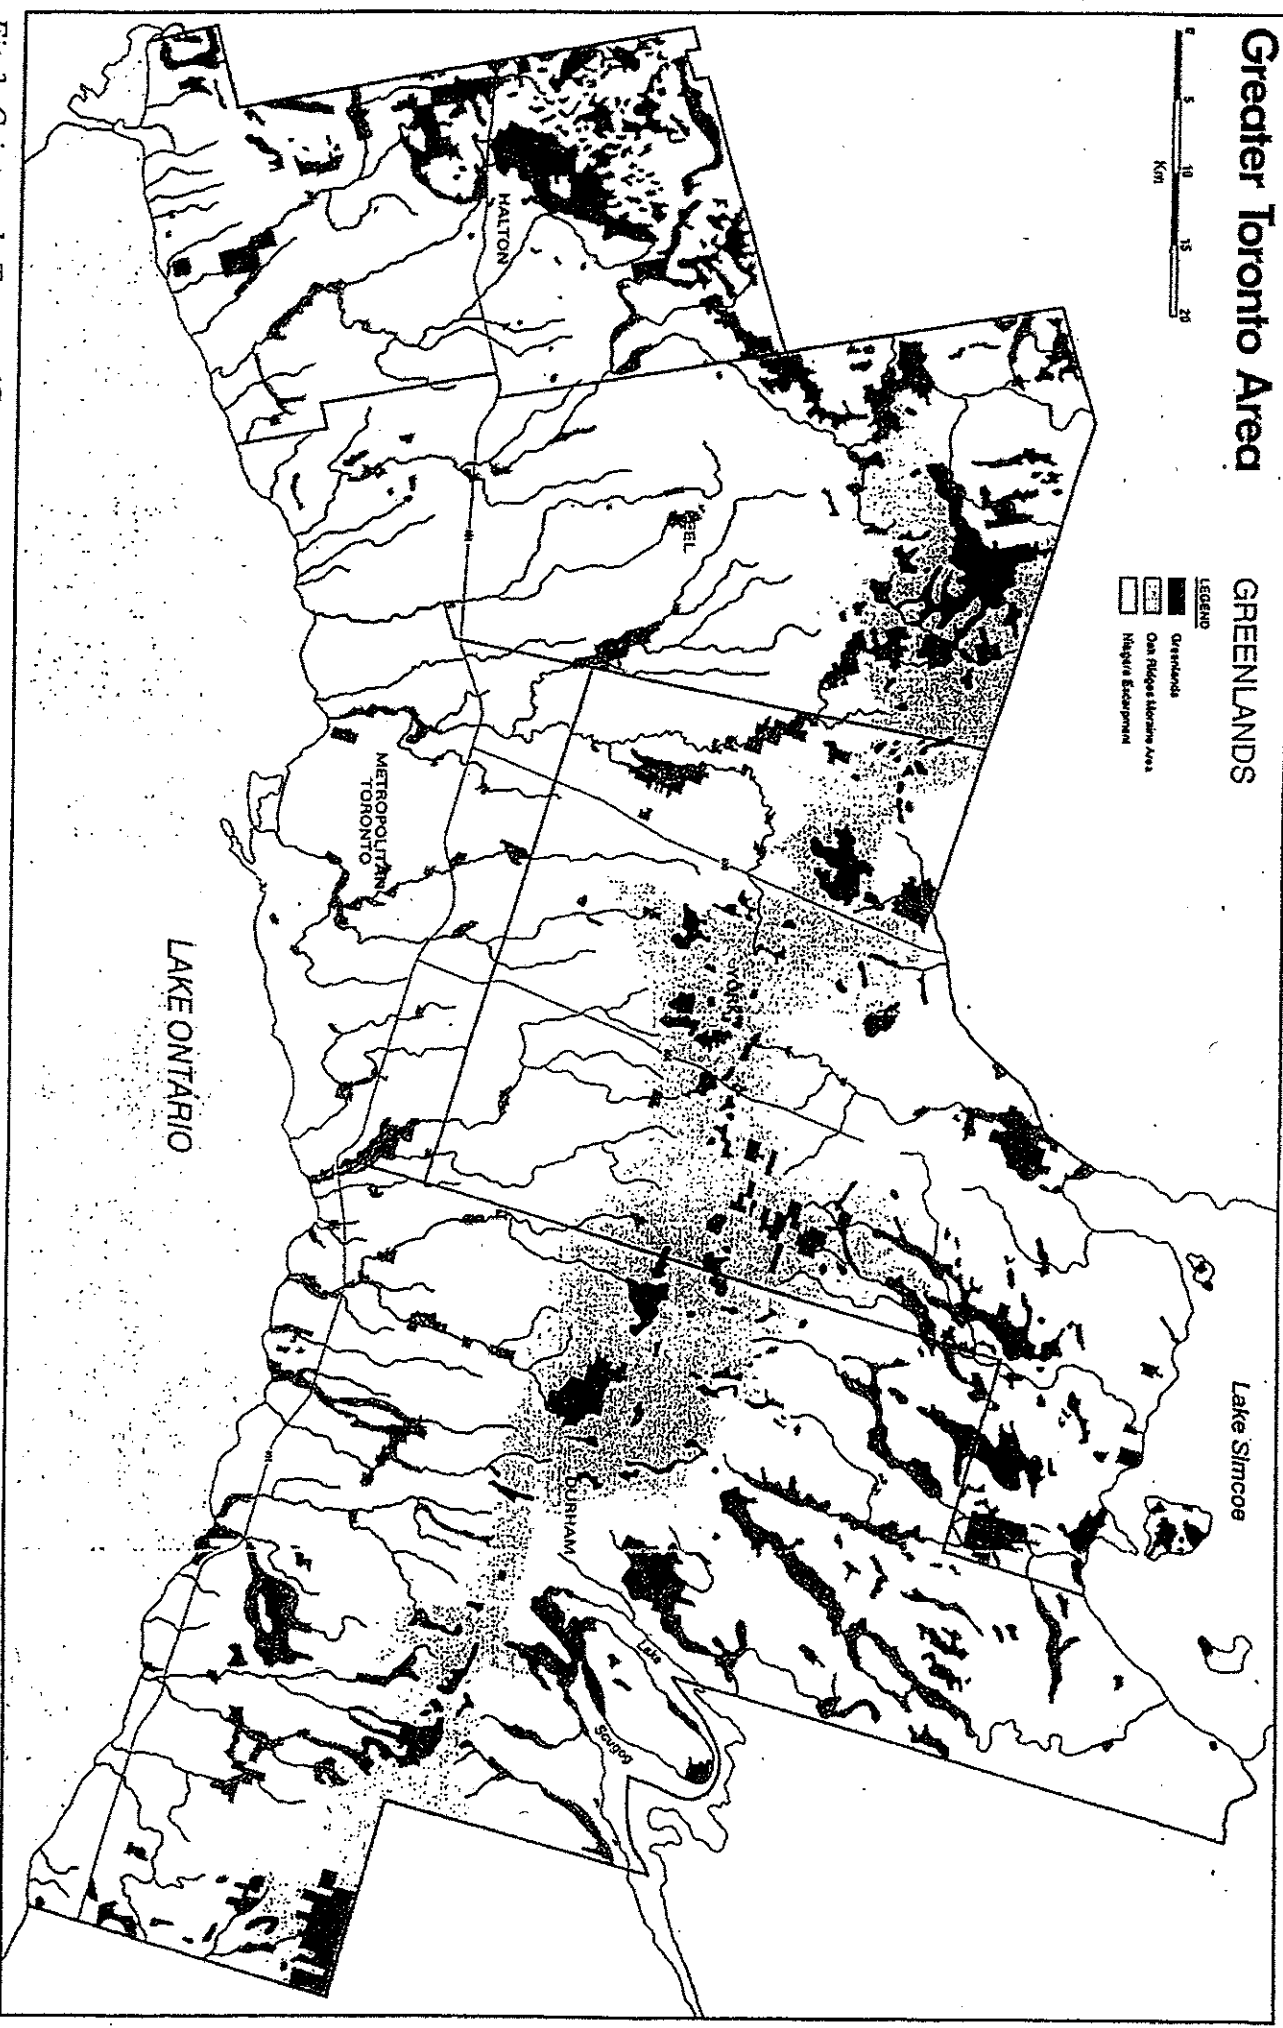 Greater Toronto Area
0 5 10 15 20
Km
GREENLANDS
LEGEND
Greenlands
Oak Ridges Moraine Area
Niagara Escarpment
Lake Simcoe
HALTON
PEEL
YORK
METROPOLITAN
TORONTO
DURHAM
Lake
Scugog
LAKE ONTARIO